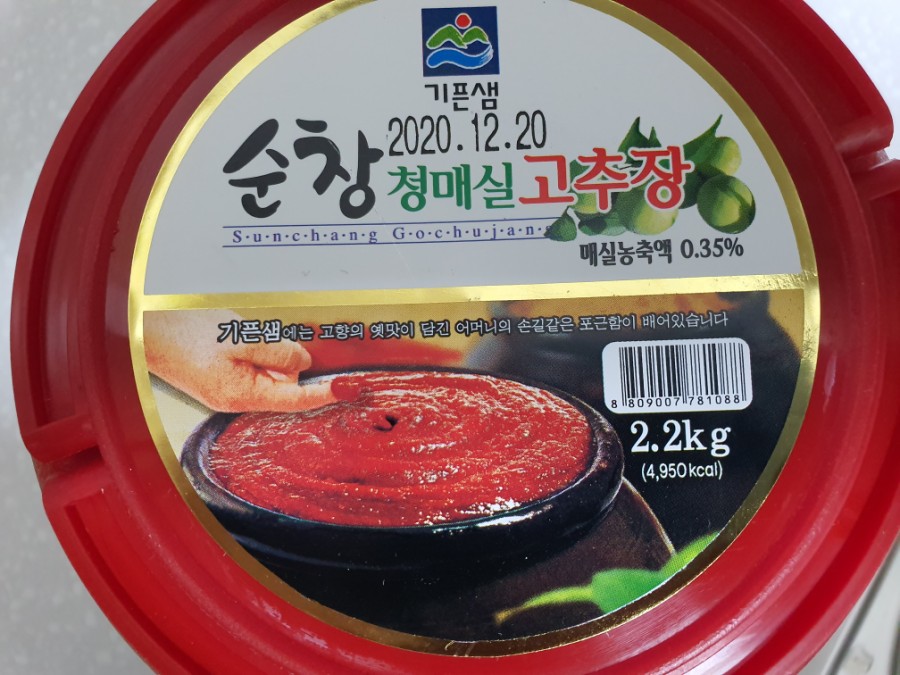 기픈샘
2020.12.20
순창 청매실 고추장
Sunchang Gochujang
매실농축액 0.35%
기픈샘에는 고향의 옛맛이 담긴 어머니의 손길같은 포근함이 배어있습니다
8 809007 781088
2.2kg
(4,950kcal)